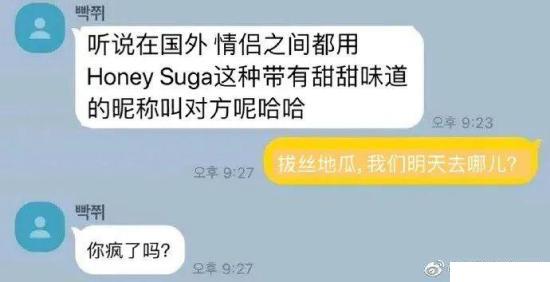 빡쮜
听说在国外 情侣之间都用
Honey Suga这种带有甜甜味道
的昵称叫对方呢哈哈
오후 9:23
拔丝地瓜, 我们明天去哪儿?
오후 9:27
빡쮜
你疯了吗?
오후 9:27